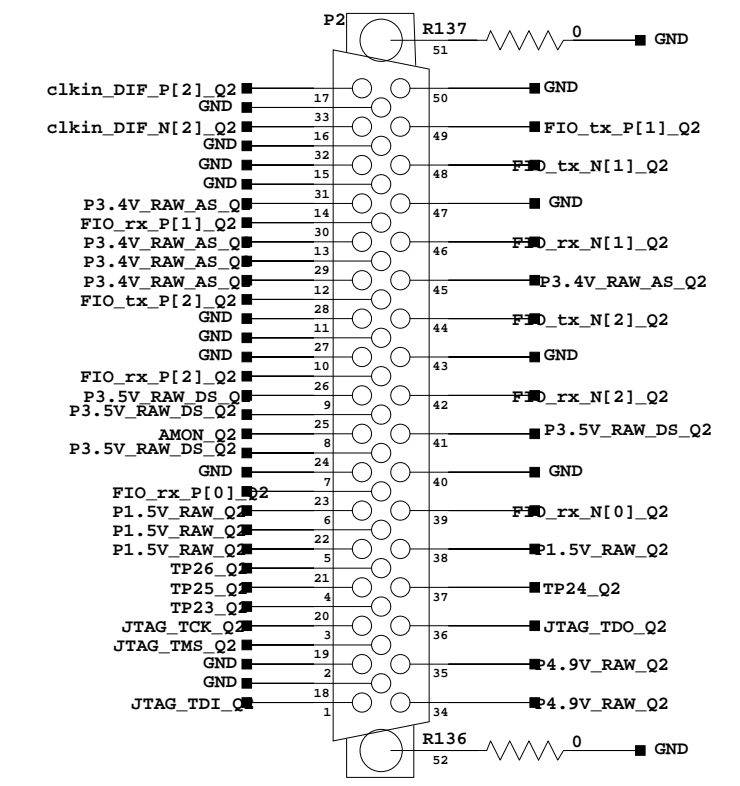 P2 R137 0 GND
51
clkin_DIF_P[2]_Q2 17 50 GND
GND 33
clkin_DIF_N[2]_Q2 16 49 FIO_tx_P[1]_Q2
GND 32
GND 15 48 FIO_tx_N[1]_Q2
GND 31
P3.4V_RAW_AS_Q2 14 47 GND
FIO_rx_P[1]_Q2 30
P3.4V_RAW_AS_Q2 13 46 FIO_rx_N[1]_Q2
P3.4V_RAW_AS_Q2 29
P3.4V_RAW_AS_Q2 12 45 P3.4V_RAW_AS_Q2
FIO_tx_P[2]_Q2 28
GND 11 44 FIO_tx_N[2]_Q2
GND 27
GND 10 43 GND
FIO_rx_P[2]_Q2 26
P3.5V_RAW_DS_Q2 9 42 FIO_rx_N[2]_Q2
P3.5V_RAW_DS_Q2 25
AMON_Q2 8 41 P3.5V_RAW_DS_Q2
P3.5V_RAW_DS_Q2 24
GND 7 40 GND
FIO_rx_P[0]_Q2 23
P1.5V_RAW_Q2 6 39 FIO_rx_N[0]_Q2
P1.5V_RAW_Q2 22
P1.5V_RAW_Q2 5 38 P1.5V_RAW_Q2
TP26_Q2 21
TP25_Q2 4 37 TP24_Q2
TP23_Q2 20
JTAG_TCK_Q2 3 36 JTAG_TDO_Q2
JTAG_TMS_Q2 19
GND 2 35 P4.9V_RAW_Q2
GND 18
JTAG_TDI_Q2 1 34 P4.9V_RAW_Q2
R136 0 GND
52